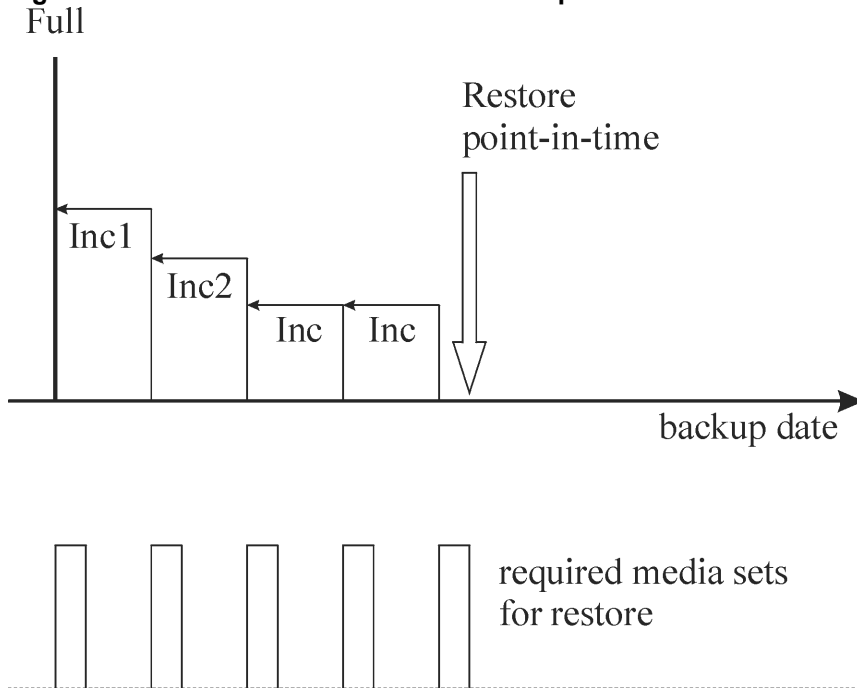 Full
Restore
point-in-time
Inc1
Inc2
Inc
Inc
backup date
required media sets
for restore